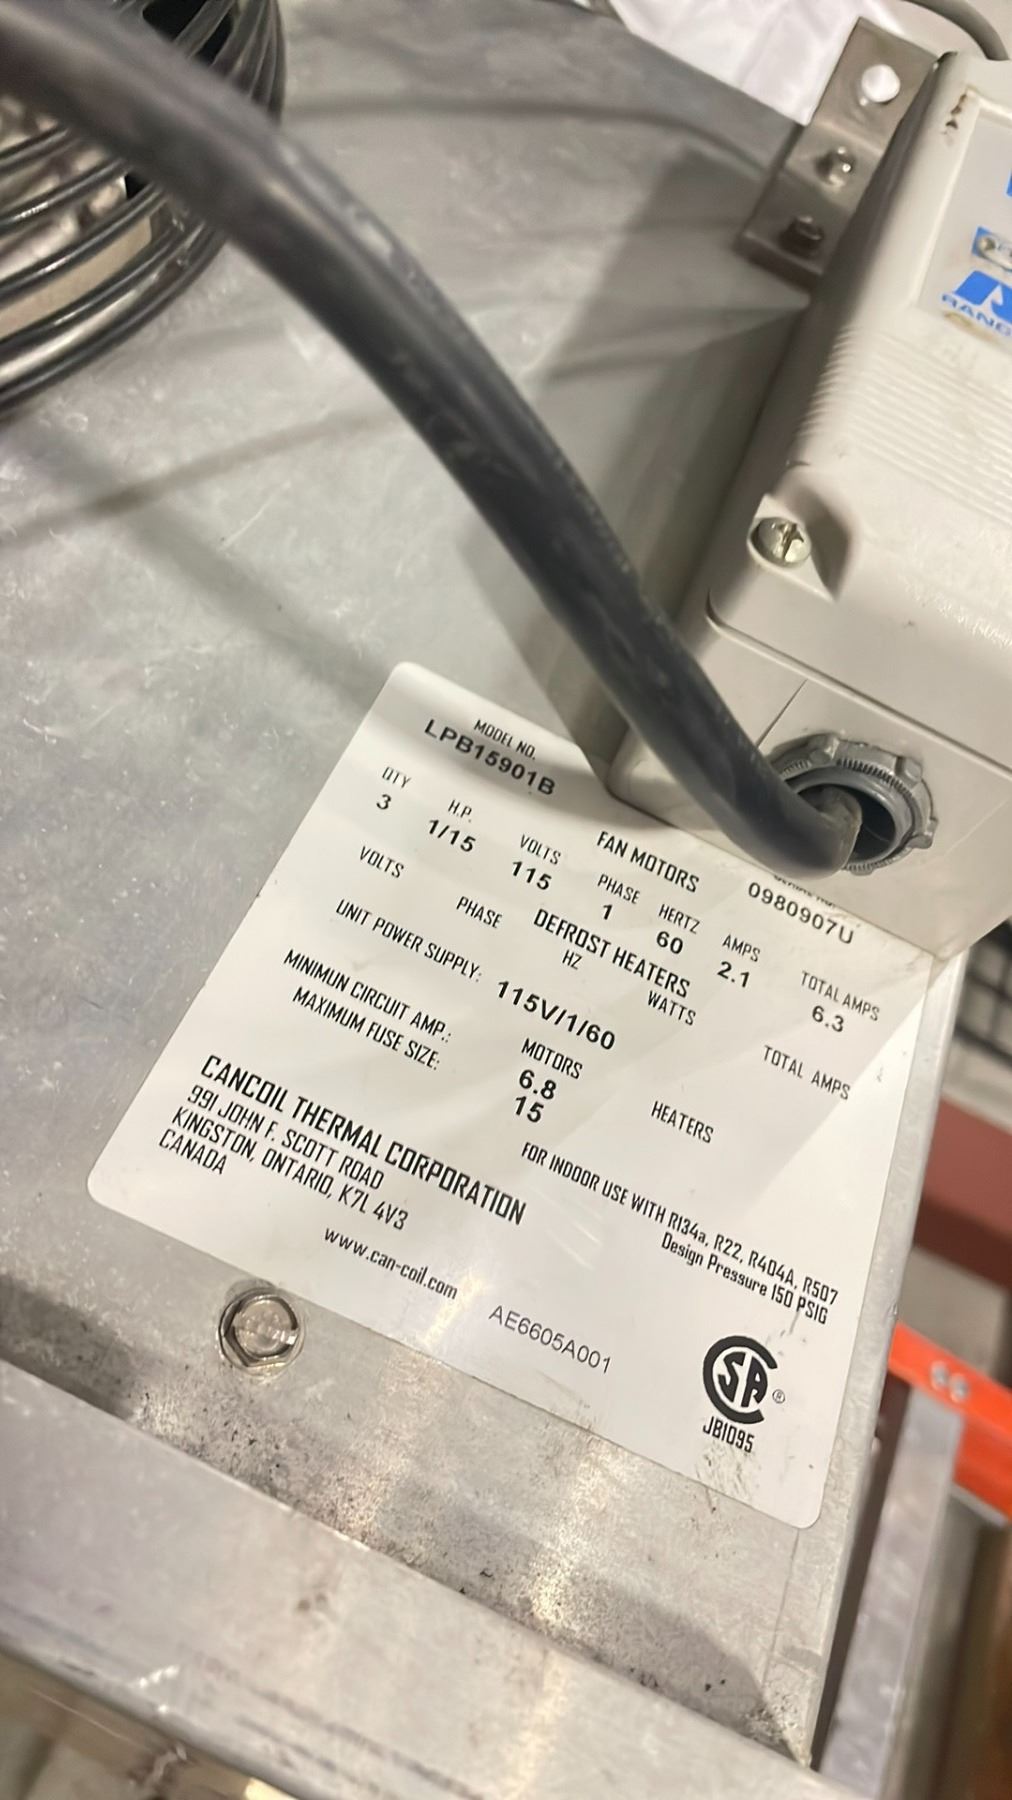 MODEL NO.
LPB15901B
0980907U
FAN MOTORS
QTY H.P. VOLTS PHASE HERTZ AMPS TOTAL AMPS
3 1/15 115 1 60 2.1 6.3
DEFROST HEATERS
VOLTS PHASE HZ WATTS TOTAL AMPS
UNIT POWER SUPPLY: 115V/1/60
MOTORS HEATERS
MINIMUN CIRCUIT AMP.: 6.8
MAXIMUM FUSE SIZE: 15
FOR INDOOR USE WITH R134a, R22, R404A, R507
Design Pressure 150 PSIG
CANCOIL THERMAL CORPORATION
991 JOHN F. SCOTT ROAD
KINGSTON, ONTARIO, K7L 4V3
CANADA
www.can-coil.com
AE6605A001
SA ®
JB1095